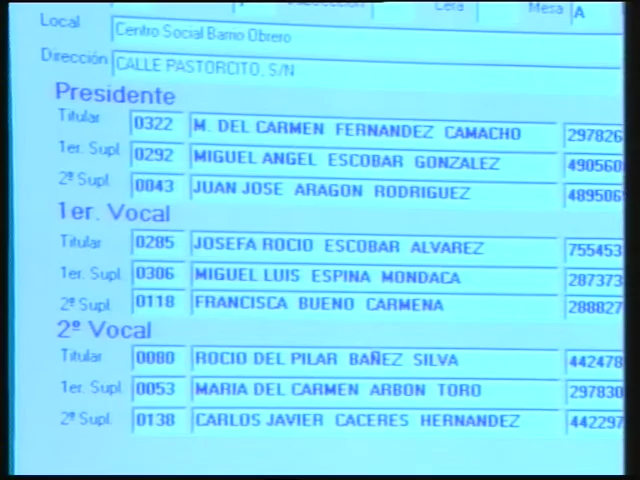 Cera Mesa A
Local Centro Social Barrio Obrero
Dirección CALLE PASTORCITO, S/N
Presidente
Titular 0322 M. DEL CARMEN FERNANDEZ CAMACHO 297826
1er. Supl. 0292 MIGUEL ANGEL ESCOBAR GONZALEZ 490560
2º Supl. 0043 JUAN JOSE ARAGON RODRIGUEZ 489506
1er. Vocal
Titular 0285 JOSEFA ROCIO ESCOBAR ALVAREZ 755453
1er. Supl. 0306 MIGUEL LUIS ESPINA MONDACA 287373
2º Supl. 0118 FRANCISCA BUENO CARMENA 288827
2º Vocal
Titular 0080 ROCIO DEL PILAR BAÑEZ SILVA 442478
1er. Supl. 0053 MARIA DEL CARMEN ARBON TORO 297830
2º Supl. 0138 CARLOS JAVIER CACERES HERNANDEZ 442297